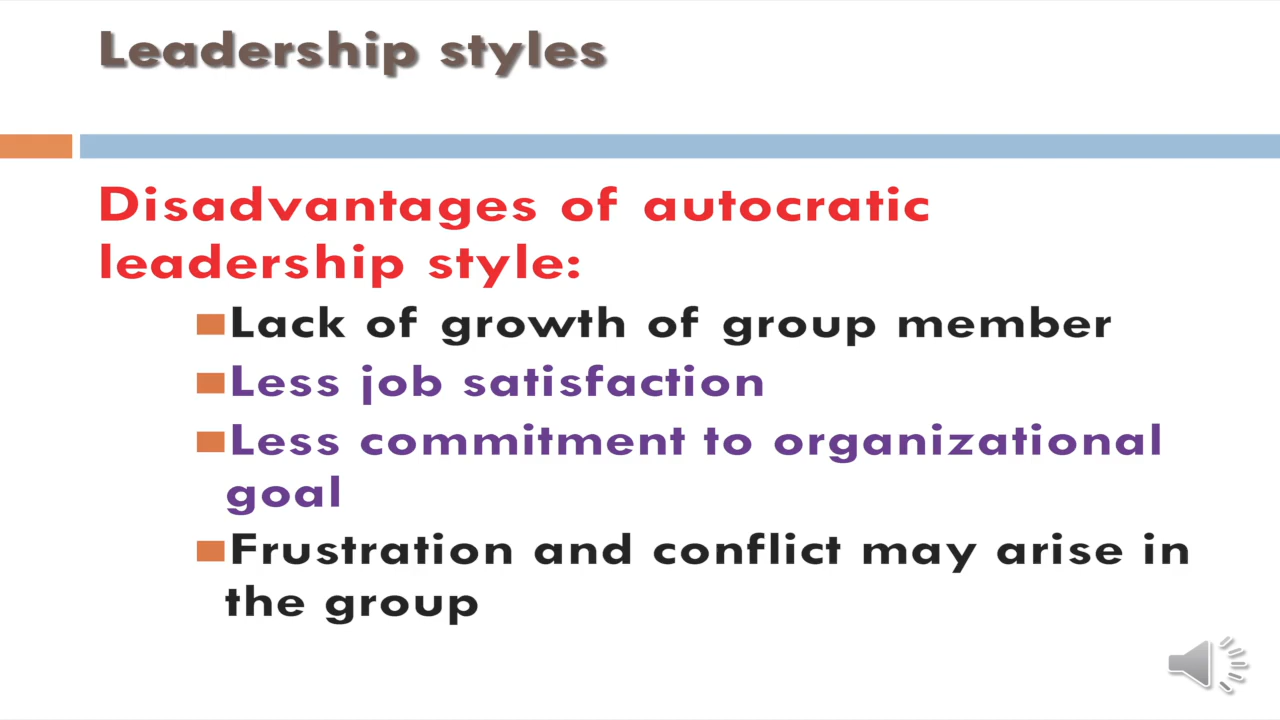 Leadership styles
Disadvantages of autocratic
leadership style:
Lack of growth of group member
Less job satisfaction
Less commitment to organizational
goal
Frustration and conflict may arise in
the group